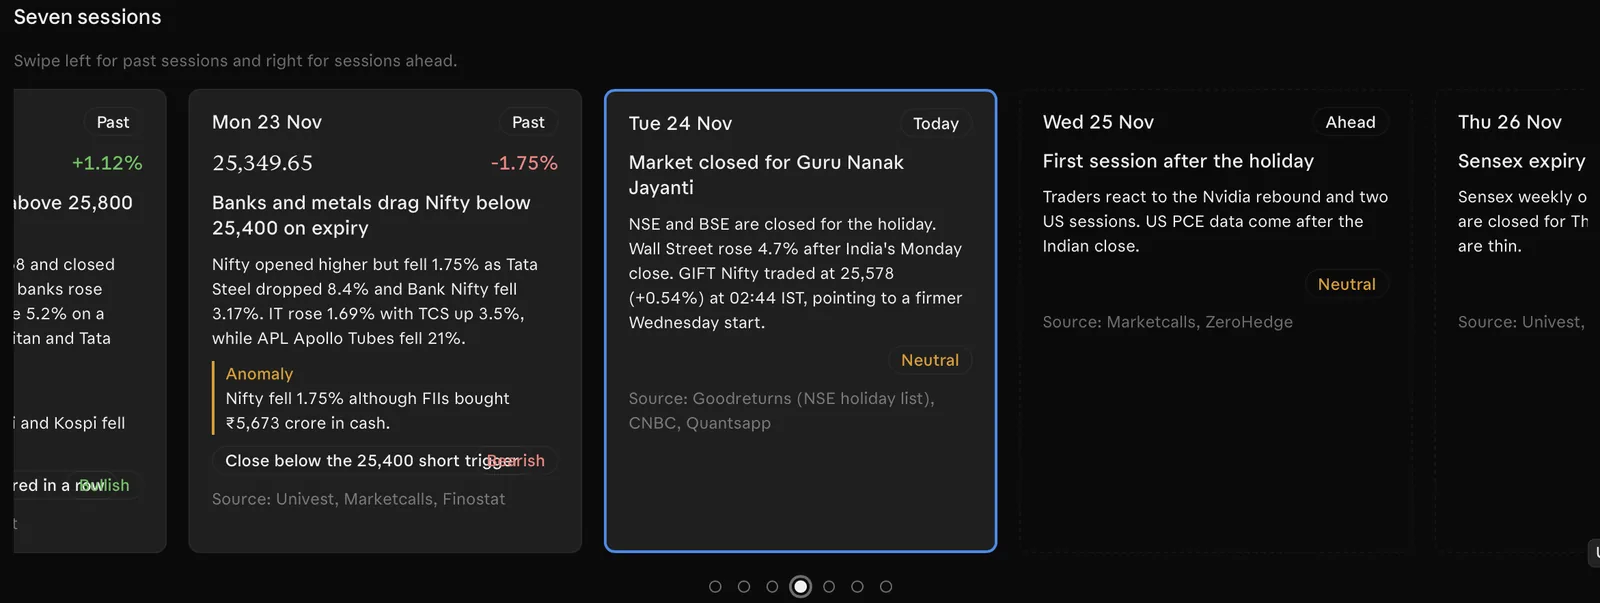 Seven sessions
Swipe left for past sessions and right for sessions ahead.
Past
+1.12%
above 25,800
and closed
banks rose
5.2% on a
and Tata
and Kospi fell
red in a row
Bullish
Mon 23 Nov
Past
25,349.65
-1.75%
Banks and metals drag Nifty below
25,400 on expiry
Nifty opened higher but fell 1.75% as Tata
Steel dropped 8.4% and Bank Nifty fell
3.17%. IT rose 1.69% with TCS up 3.5%,
while APL Apollo Tubes fell 21%.
Anomaly
Nifty fell 1.75% although FIIs bought
₹5,673 crore in cash.
Close below the 25,400 short trigger
Bearish
Source: Univest, Marketcalls, Finostat
Tue 24 Nov
Today
Market closed for Guru Nanak
Jayanti
NSE and BSE are closed for the holiday.
Wall Street rose 4.7% after India's Monday
close. GIFT Nifty traded at 25,578
(+0.54%) at 02:44 IST, pointing to a firmer
Wednesday start.
Neutral
Source: Goodreturns (NSE holiday list),
CNBC, Quantsapp
Wed 25 Nov
Ahead
First session after the holiday
Traders react to the Nvidia rebound and two
US sessions. US PCE data come after the
Indian close.
Neutral
Source: Marketcalls, ZeroHedge
Thu 26 Nov
Sensex expiry
Sensex weekly
are closed for
are thin.
Source: Univest,